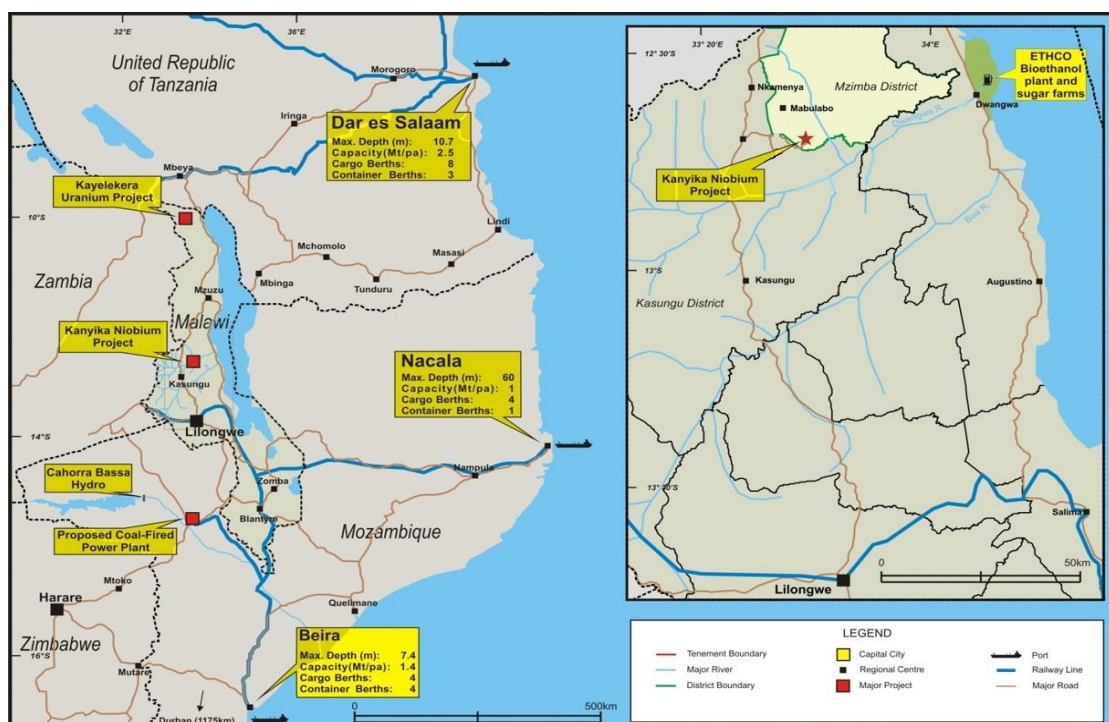 32°E
36°E
United Republic
of Tanzania
Morogoro
Iringa
Dar es Salaam
Max. Depth (m): 10.7
Capacity(Mt/pa): 2.5
Cargo Berths: 8
Container Berths: 3
Mbeya
Kayelekera
Uranium Project
10°S
Lindi
Masasi
Mchomolo
Tunduru
Mbinga
Zambia
Mzuzu
Malawi
Kanyika Niobium
Project
Kasungu
Nacala
Max. Depth (m): 60
Capacity(Mt/pa): 1
Cargo Berths: 4
Container Berths: 1
Lilongwe
14°S
Cahorra Bassa
Hydro
Zomba
Nampula
Blantyre
Proposed Coal-Fired
Power Plant
Mozambique
Mtoko
Harare
Quelimane
Zimbabwe
Beira
Max. Depth (m): 7.4
Capacity(Mt/pa): 1.4
Cargo Berths: 4
Container Berths: 4
16°S
Mutare
Durban (1175km)
0
500km
12° 30S
33° 20E
34°E
ETHCO
Bioethanol
plant and
sugar farms
Nkamenya
Mzimba District
Mabulabo
Dwangwa
Dwangwa R.
Kanyika Niobium
Project
Bua R.
13°S
Kasungu
Augustino
Kasungu District
13° 30S
Salima
0
50km
Lilongwe
LEGEND
Tenement Boundary
Major River
District Boundary
Capital City
Regional Centre
Major Project
Port
Railway Line
Major Road